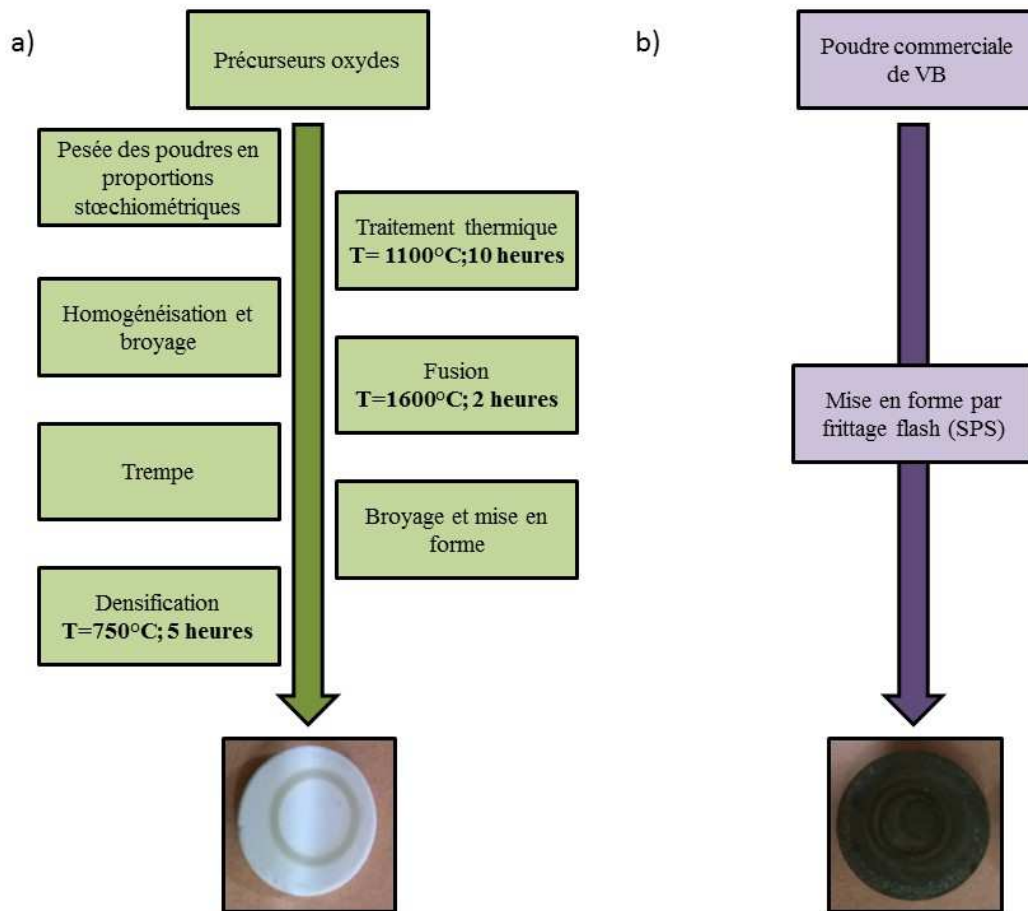 a)
Précurseurs oxydes
Pesée des poudres en
proportions
stœchiométriques
Traitement thermique
T= 1100°C;10 heures
Homogénéisation et
broyage
Fusion
T=1600°C; 2 heures
Trempe
Broyage et mise en
forme
Densification
T=750°C; 5 heures
b)
Poudre commerciale
de VB
Mise en forme par
frittage flash (SPS)